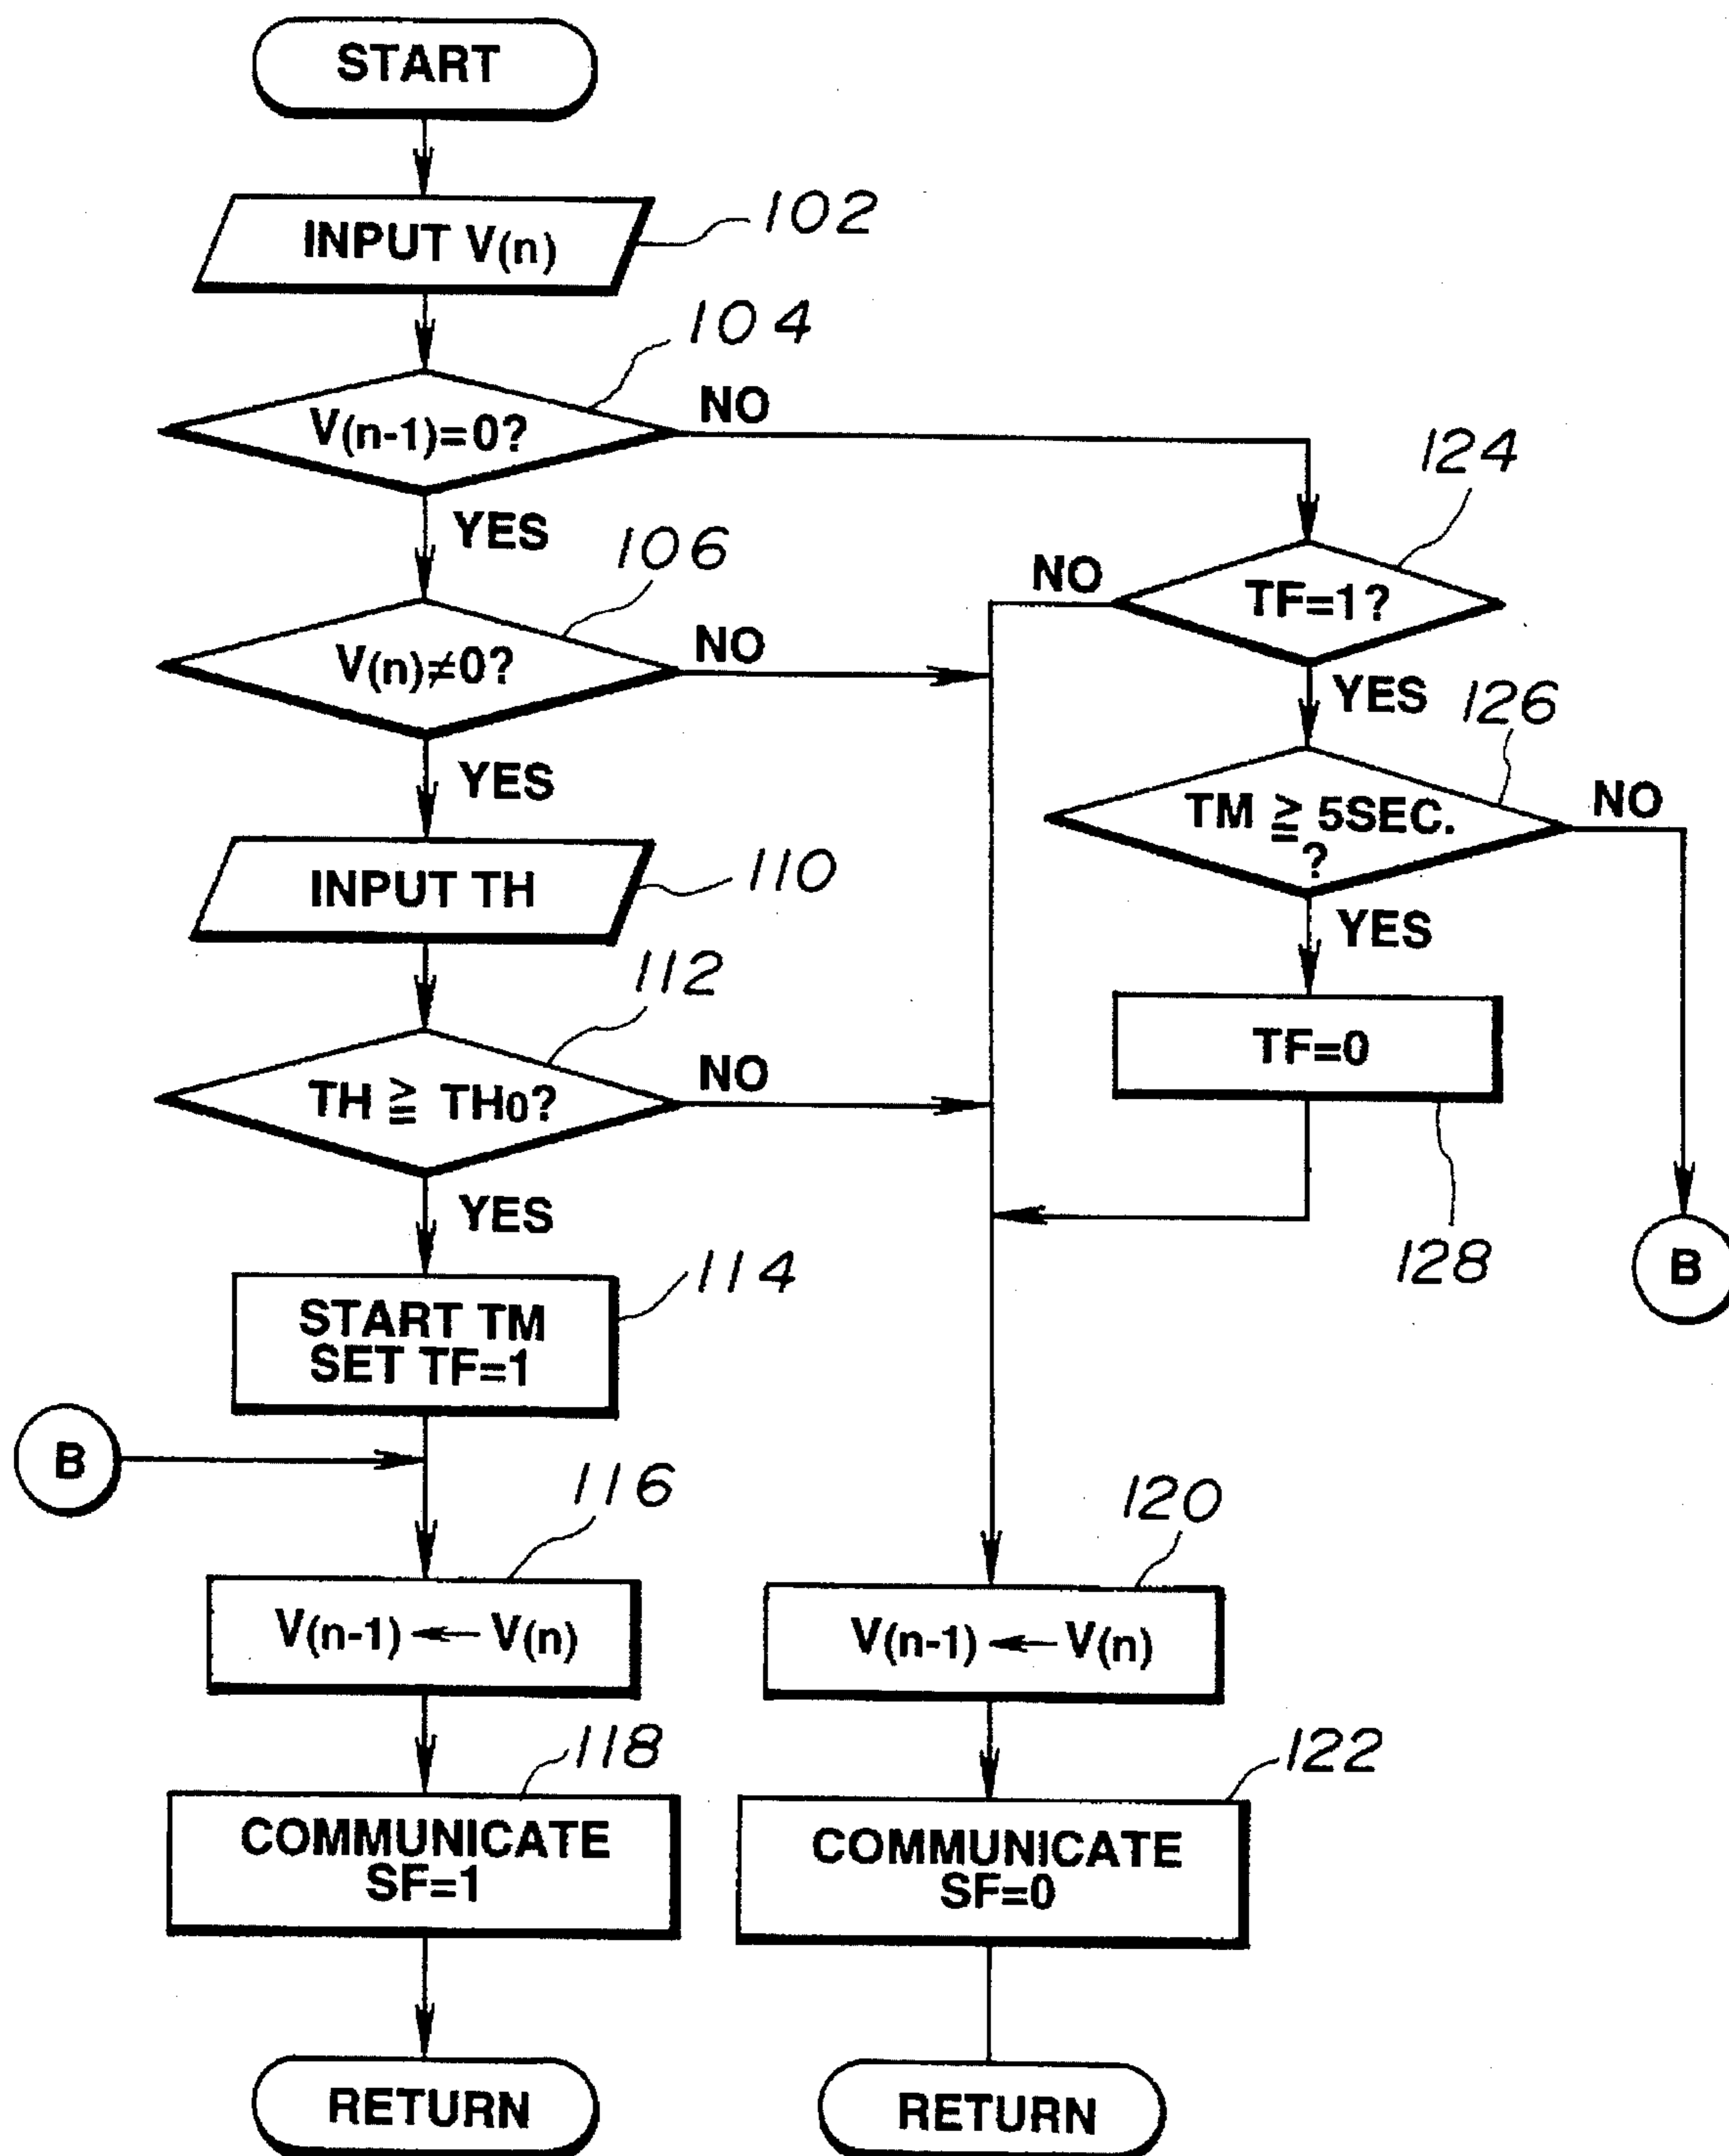 START
INPUT V(n)
102
104
V(n-1)=0?
NO
YES
106
V(n)≠0?
NO
YES
INPUT TH
110
112
TH ≧ TH0?
NO
YES
START TM
SET TF=1
114
B
116
V(n-1) ← V(n)
118
COMMUNICATE
SF=1
RETURN
124
TF=1?
NO
YES
126
TM ≧ 5SEC.
?
NO
YES
TF=0
128
B
120
V(n-1) ← V(n)
122
COMMUNICATE
SF=0
RETURN